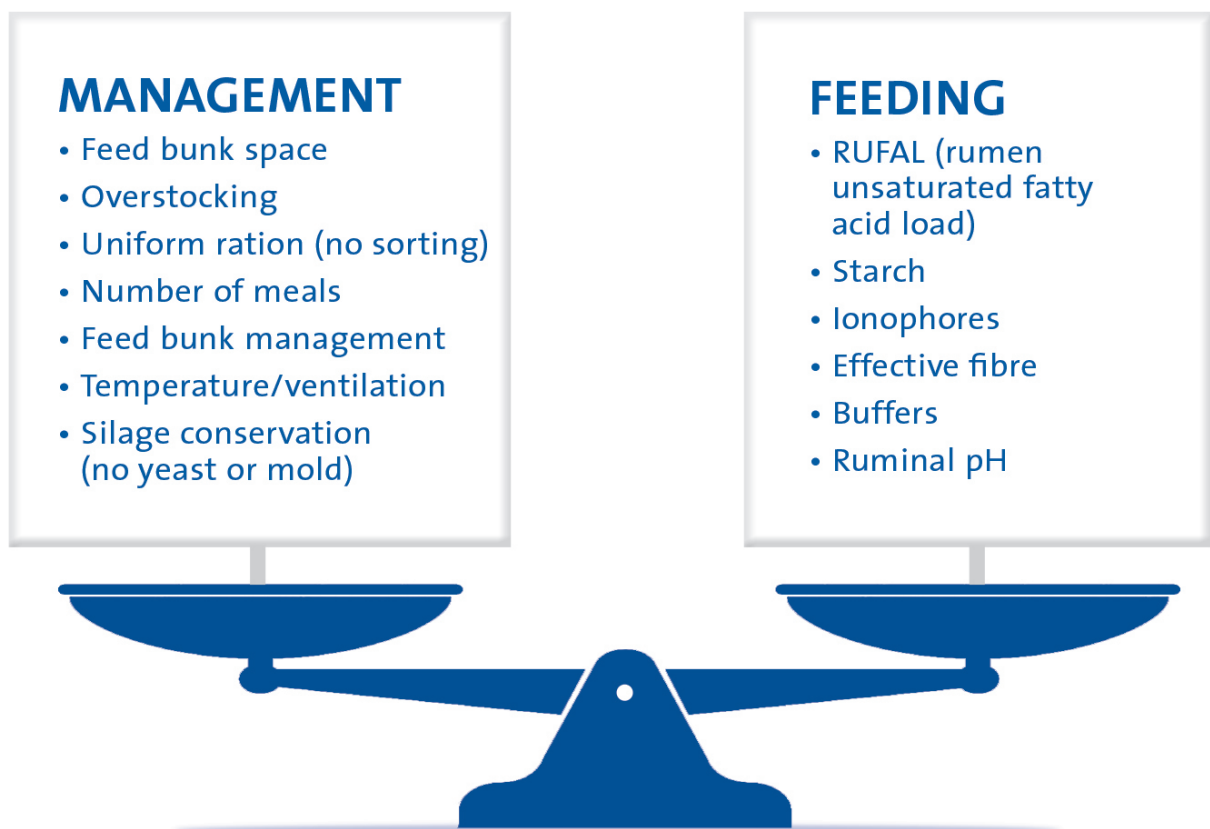 MANAGEMENT
• Feed bunk space
• Overstocking
• Uniform ration (no sorting)
• Number of meals
• Feed bunk management
• Temperature/ventilation
• Silage conservation
(no yeast or mold)
FEEDING
• RUFAL (rumen
unsaturated fatty
acid load)
• Starch
• Ionophores
• Effective fibre
• Buffers
• Ruminal pH